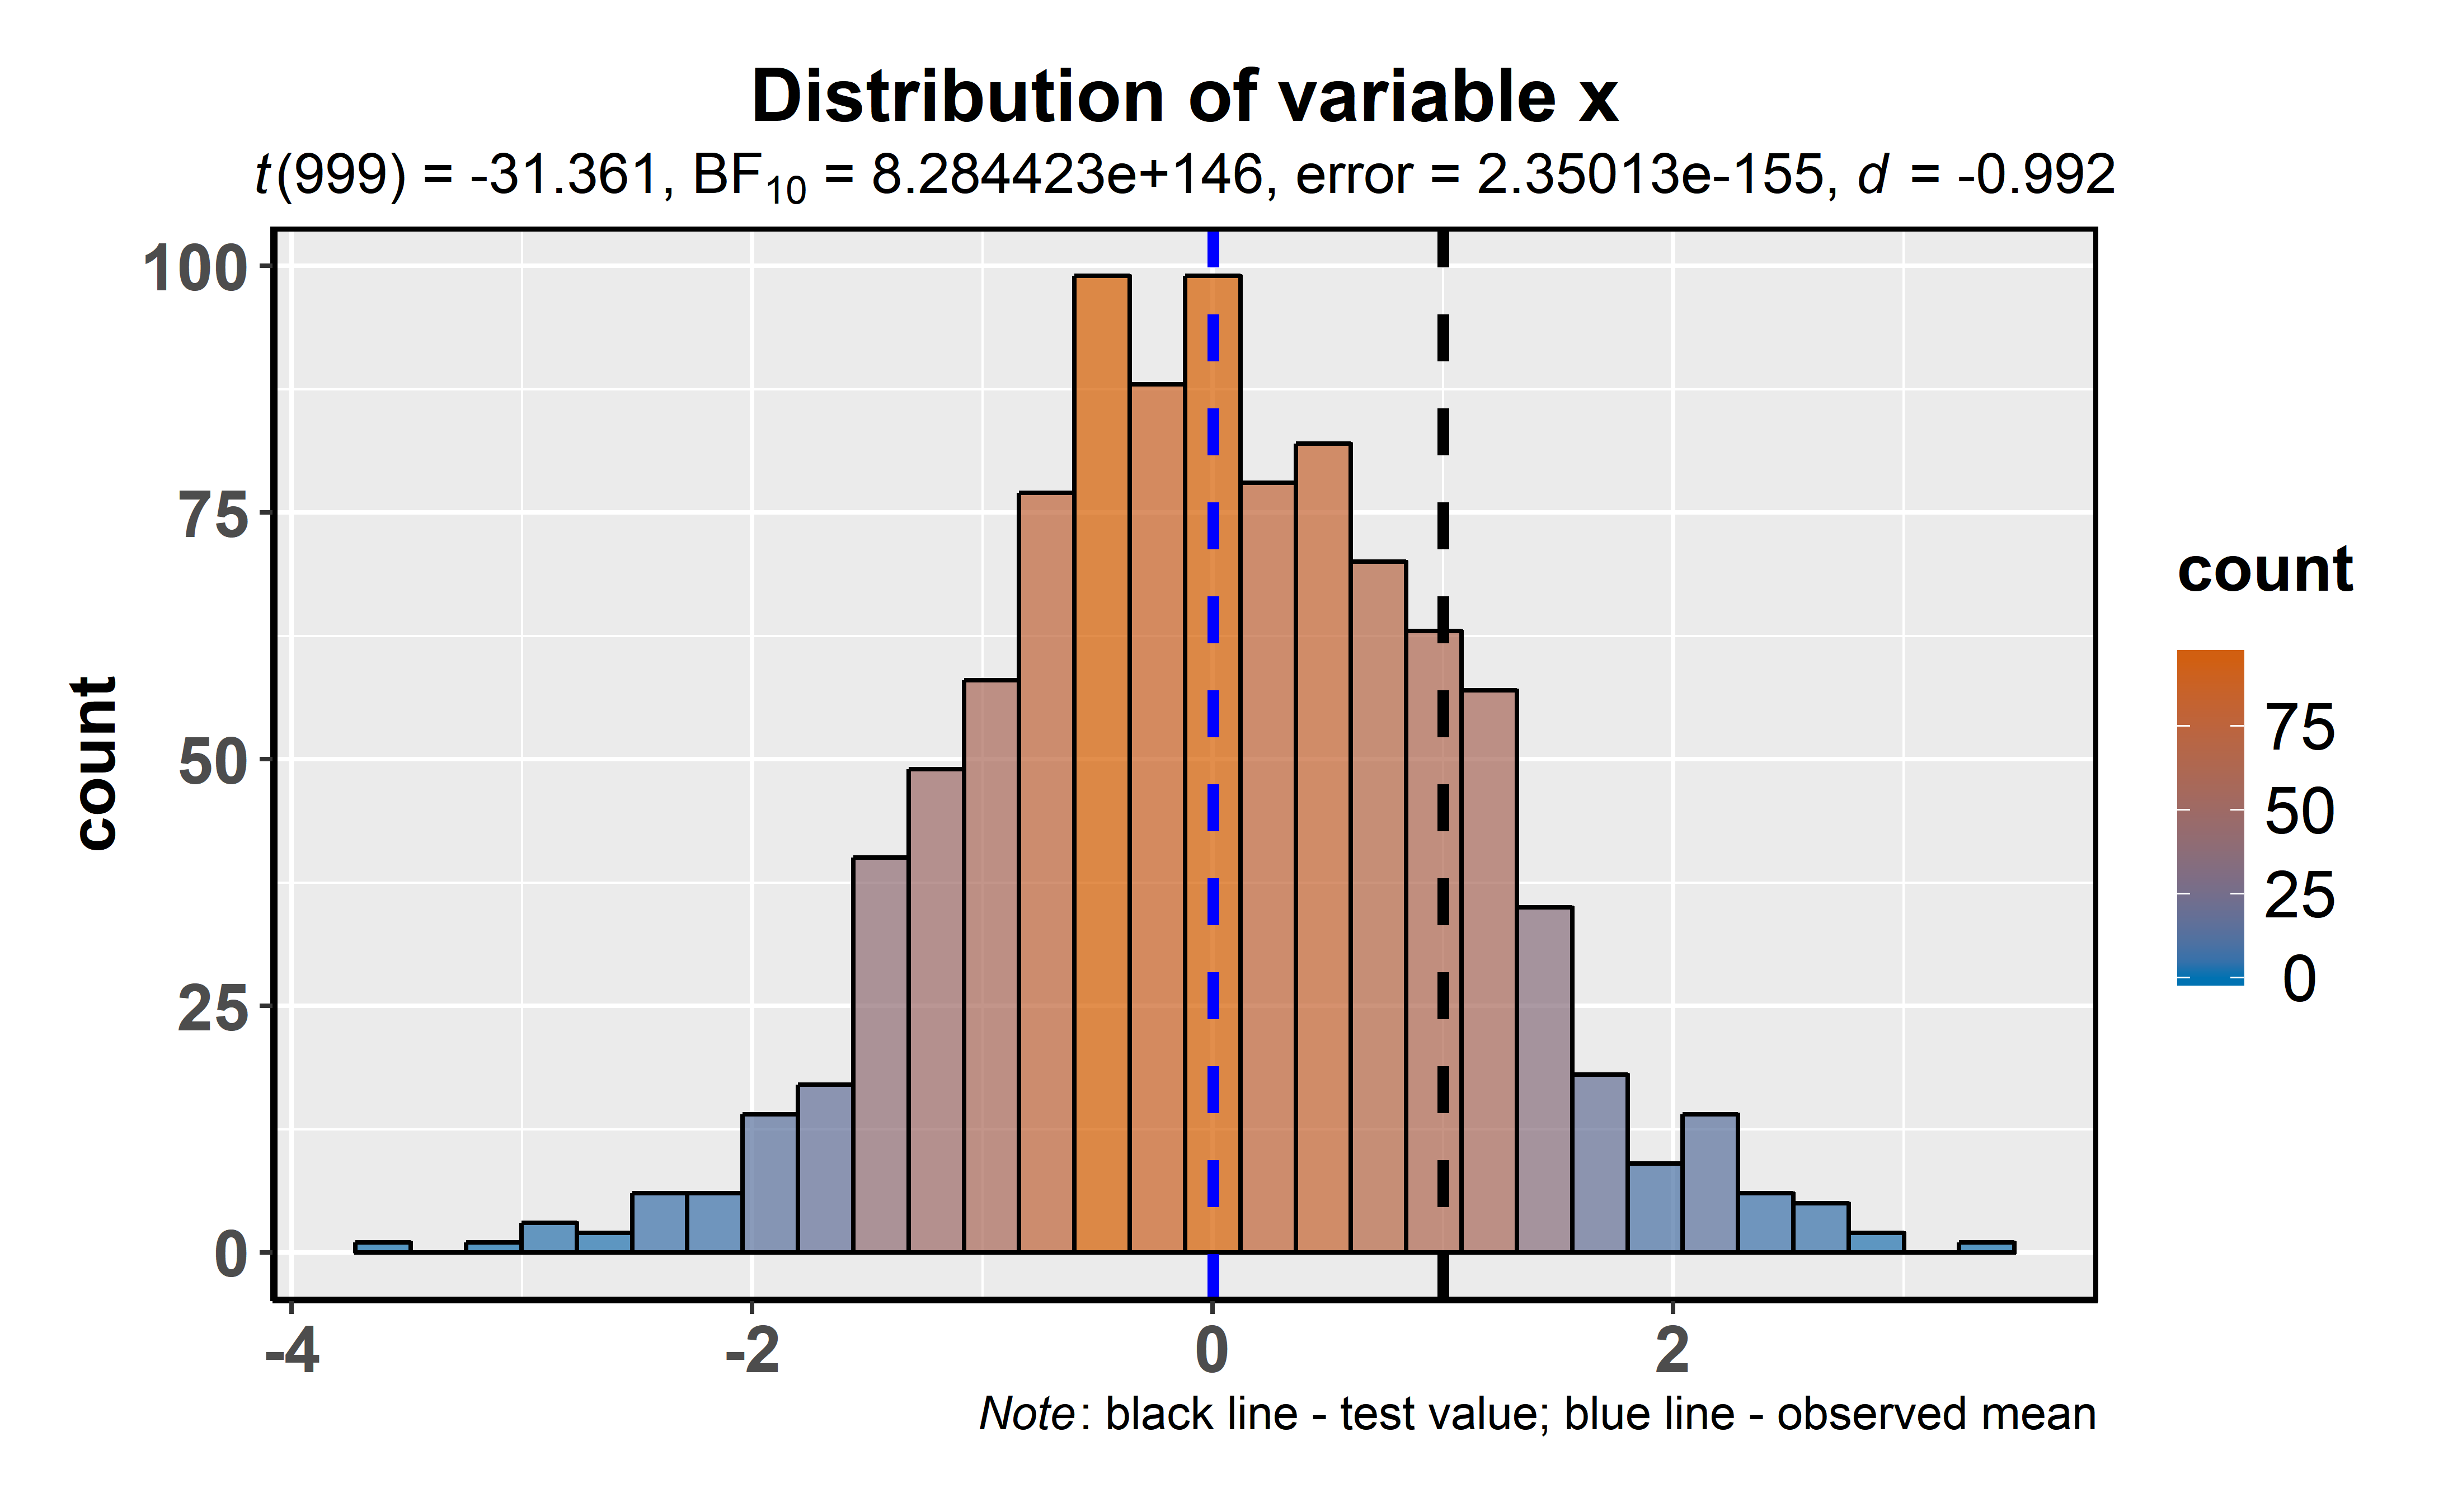 Distribution of variable x
t(999) = -31.361, BF₁₀ = 8.284423e+146, error = 2.35013e-155, d = -0.992
count
100
75
50
25
0
-4
-2
0
2
count
75
50
25
0
Note: black line - test value; blue line - observed mean